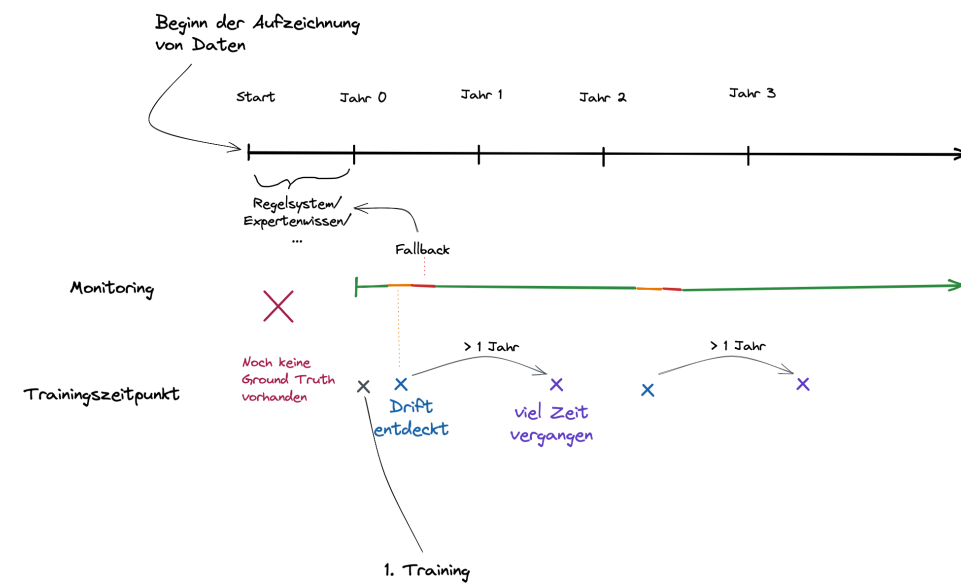 Beginn der Aufzeichnung
von Daten
Start
Jahr 0
Jahr 1
Jahr 2
Jahr 3
Regelsystem/
Expertenwissen/
...
Fallback
Monitoring
Noch keine
Ground Truth
vorhanden
> 1 Jahr
> 1 Jahr
Trainingszeitpunkt
Drift
entdeckt
viel Zeit
vergangen
1. Training